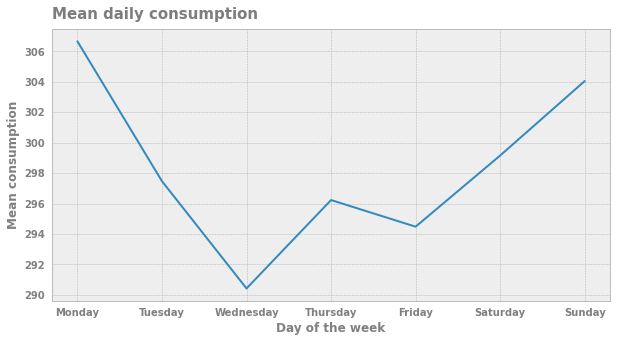 Mean daily consumption
306
304
302
300
298
296
294
292
290
Mean consumption
Monday Tuesday Wednesday Thursday Friday Saturday Sunday
Day of the week